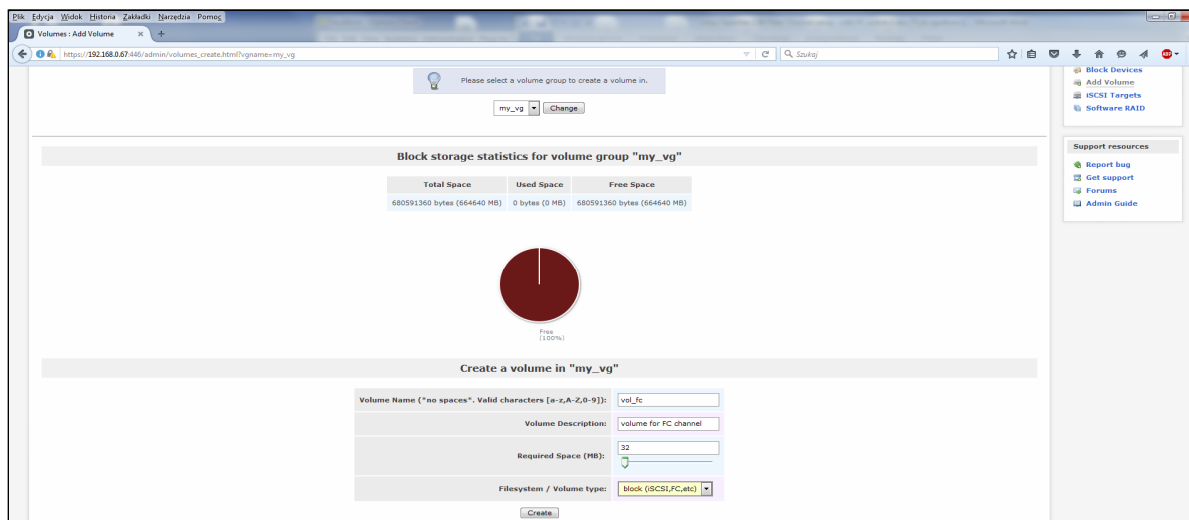 Plik Edycja Widok Historia Zakładki Narzędzia Pomoc
Volumes : Add Volume
https://192.168.0.67:446/admin/volumes_create.html?vgname=my_vg
Szukaj
ABP
Please select a volume group to create a volume in.
my_vg Change
Block Devices
Add Volume
iSCSI Targets
Software RAID
Support resources
Report bug
Get support
Forums
Admin Guide
Block storage statistics for volume group "my_vg"
Total Space Used Space Free Space
680591360 bytes (664640 MB) 0 bytes (0 MB) 680591360 bytes (664640 MB)
Free
(100%)
Create a volume in "my_vg"
Volume Name (*no spaces*. Valid characters [a-z,A-Z,0-9]): vol_fc
Volume Description: volume for FC channel
Required Space (MB): 32
Filesystem / Volume type: block (iSCSI,FC,etc)
Create